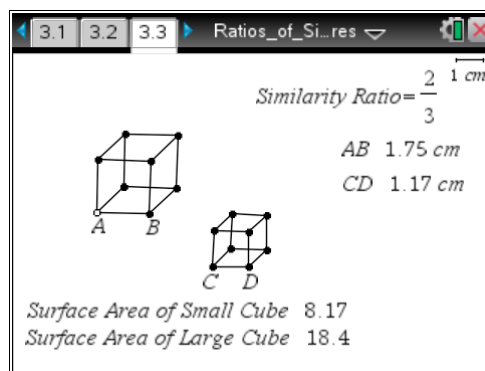 3.1 3.2 3.3 Ratios_of_Si...res
1 cm
Similarity Ratio=2/3
AB 1.75 cm
CD 1.17 cm
A B
C D
Surface Area of Small Cube 8.17
Surface Area of Large Cube 18.4